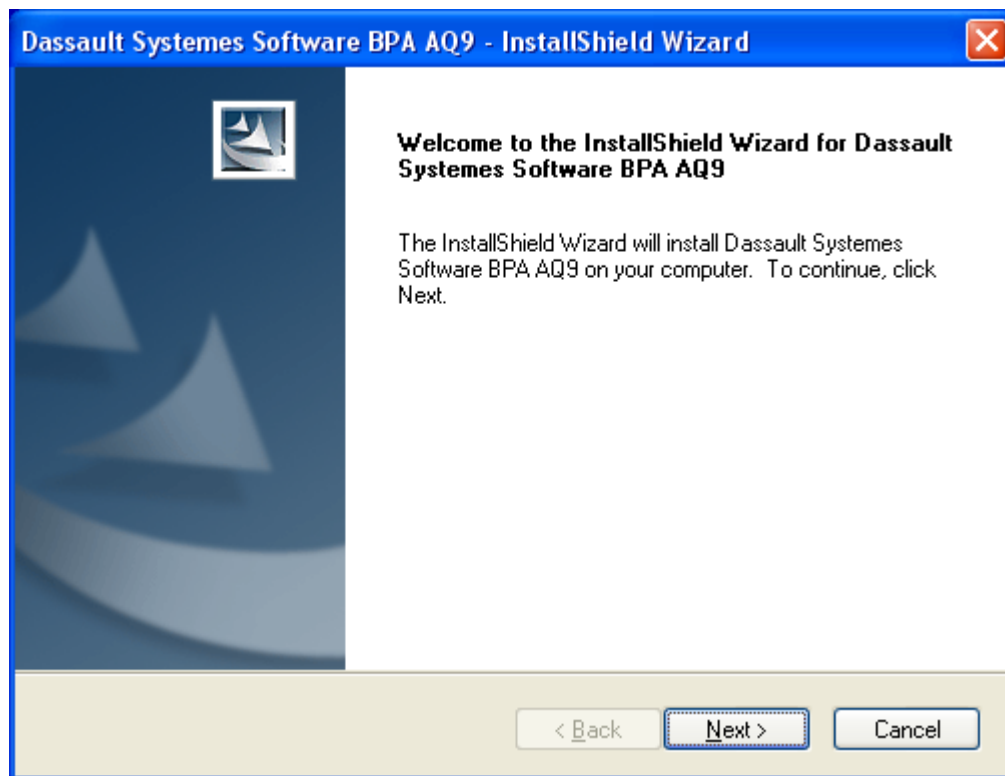 Dassault Systemes Software BPA AQ9 - InstallShield Wizard
Welcome to the InstallShield Wizard for Dassault
Systemes Software BPA AQ9
The InstallShield Wizard will install Dassault Systemes
Software BPA AQ9 on your computer.  To continue, click
Next.
< Back
Next >
Cancel